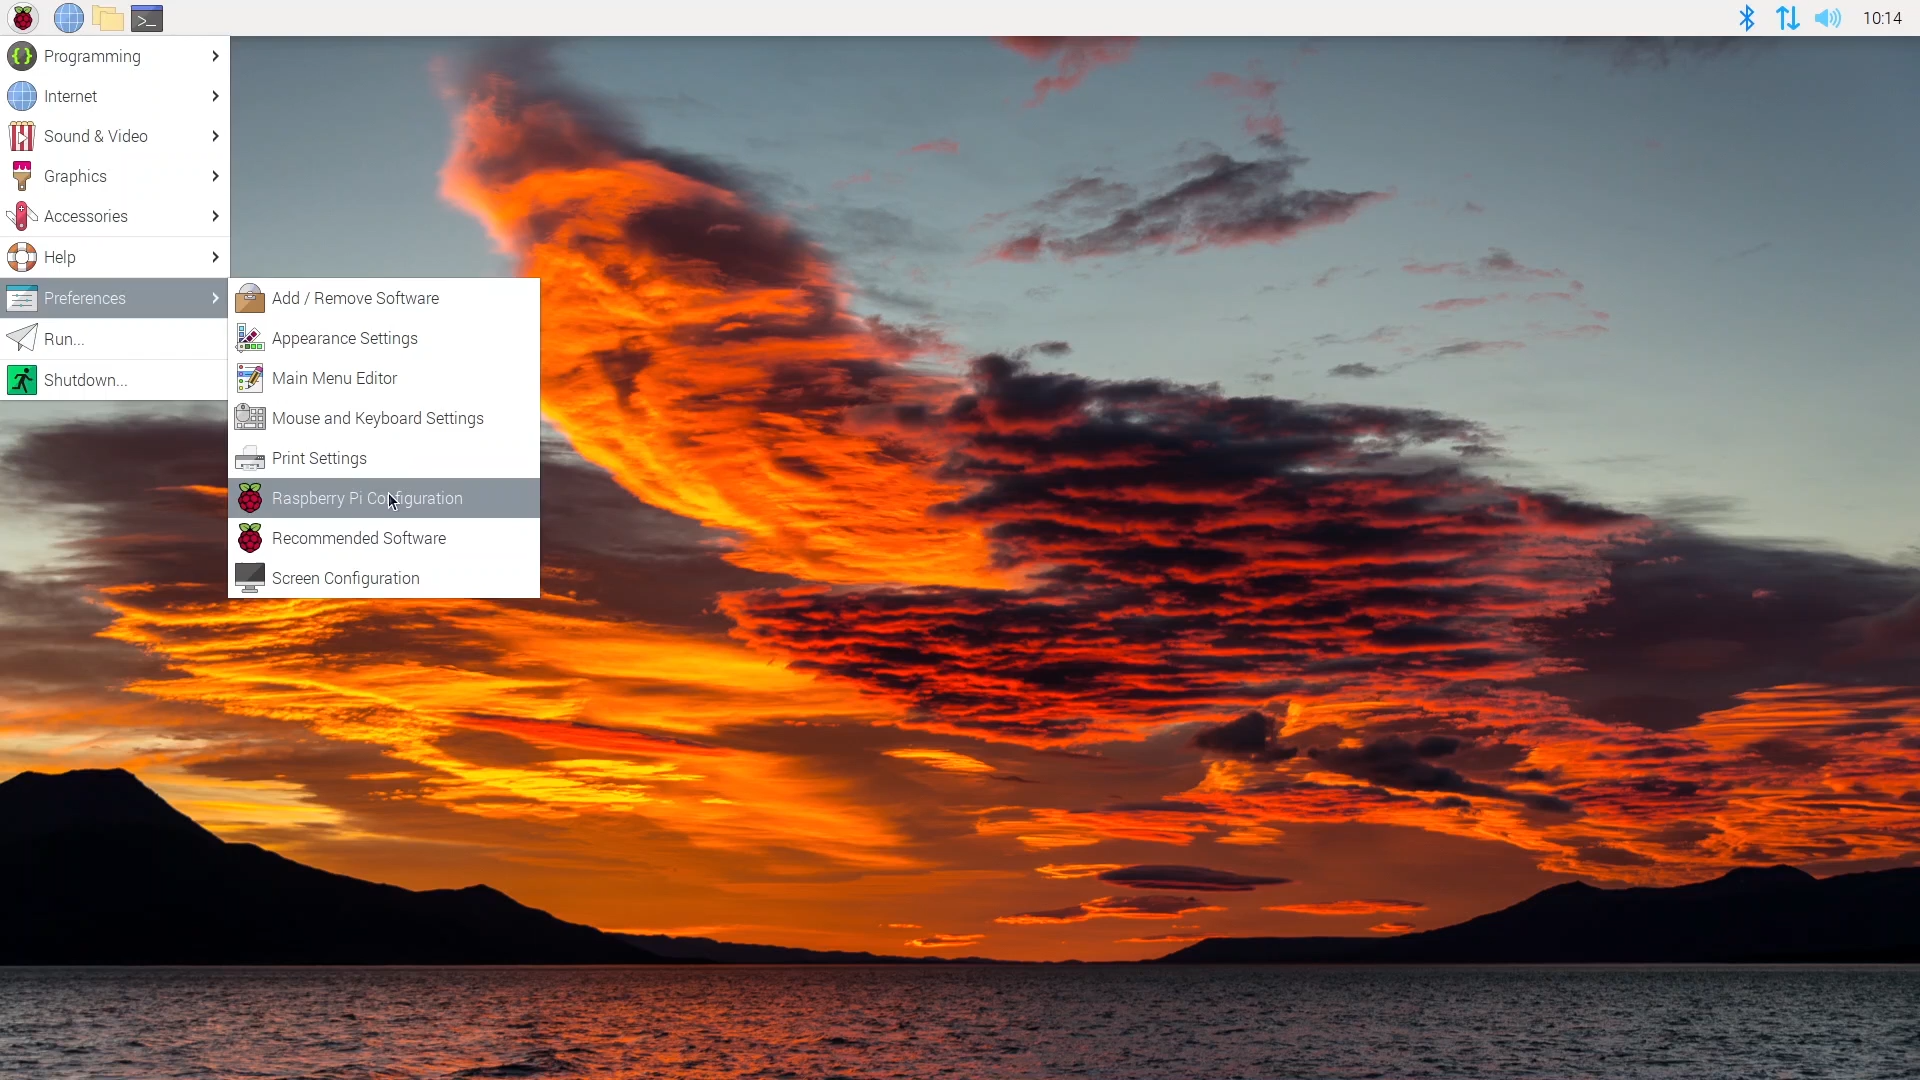 10:14
Programming
Internet
Sound & Video
Graphics
Accessories
Help
Preferences
Run...
Shutdown...
Add / Remove Software
Appearance Settings
Main Menu Editor
Mouse and Keyboard Settings
Print Settings
Raspberry Pi Configuration
Recommended Software
Screen Configuration